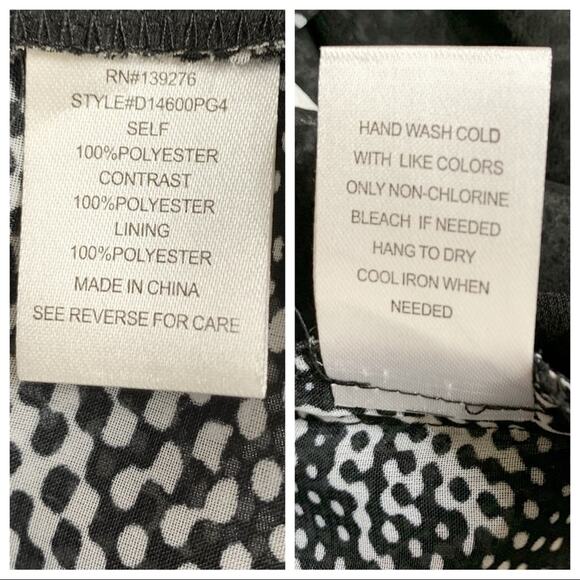 RN#139276
STYLE#D14600PG4
SELF
100%POLYESTER
CONTRAST
100%POLYESTER
LINING
100%POLYESTER
MADE IN CHINA
SEE REVERSE FOR CARE
HAND WASH COLD
WITH LIKE COLORS
ONLY NON-CHLORINE
BLEACH IF NEEDED
HANG TO DRY
COOL IRON WHEN
NEEDED